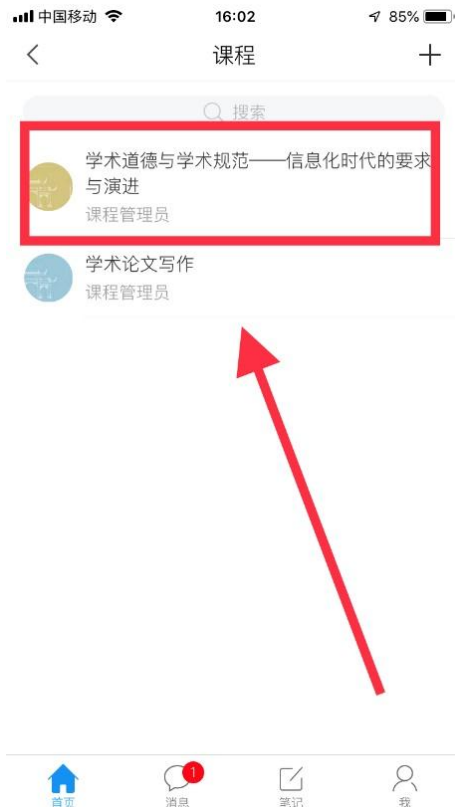 中国移动 16:02 85%
课程
搜索
学术道德与学术规范——信息化时代的要求
与演进
课程管理员
学术论文写作
课程管理员
1
首页 消息 笔记 我